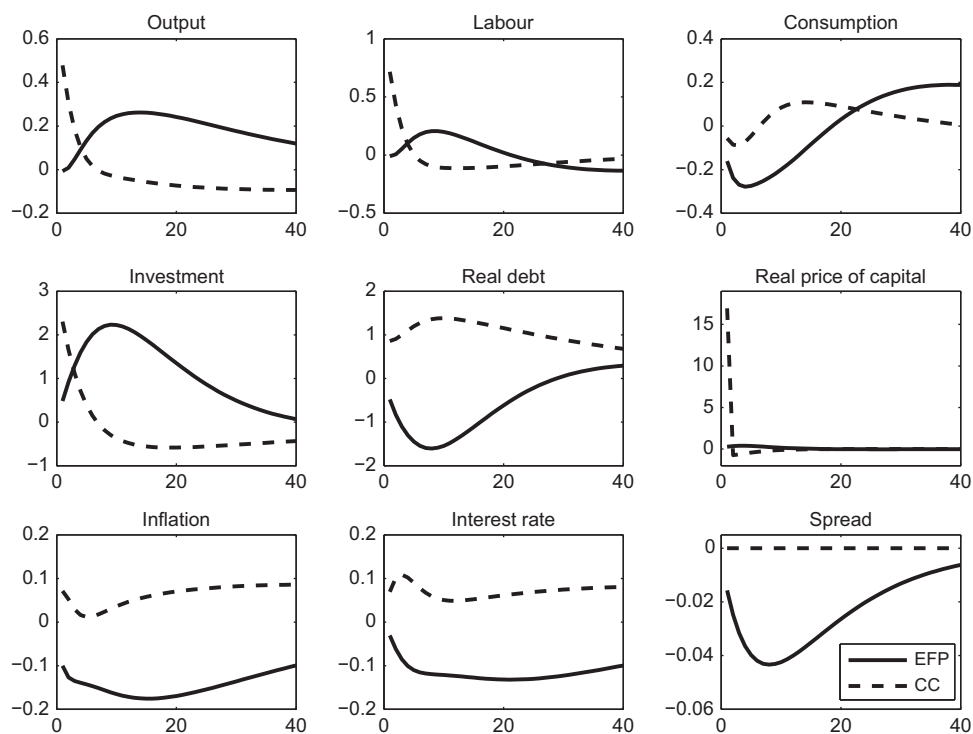 Output Labour Consumption
0.6 1 0.4
0.4 0.5 0.2
0.2 0 0
0 −0.5 −0.2
−0.2 −0.4
0 20 40 0 20 40 0 20 40
Investment Real debt Real price of capital
3 2 15
2 1 10
1 0 5
0 −1 0
−1 −2
0 20 40 0 20 40 0 20 40
Inflation Interest rate Spread
0.2 0.2 0
0.1 0.1 −0.02
0 0 −0.04
−0.1 −0.1 −0.06
−0.2 −0.2
EFP
CC
0 20 40 0 20 40 0 20 40